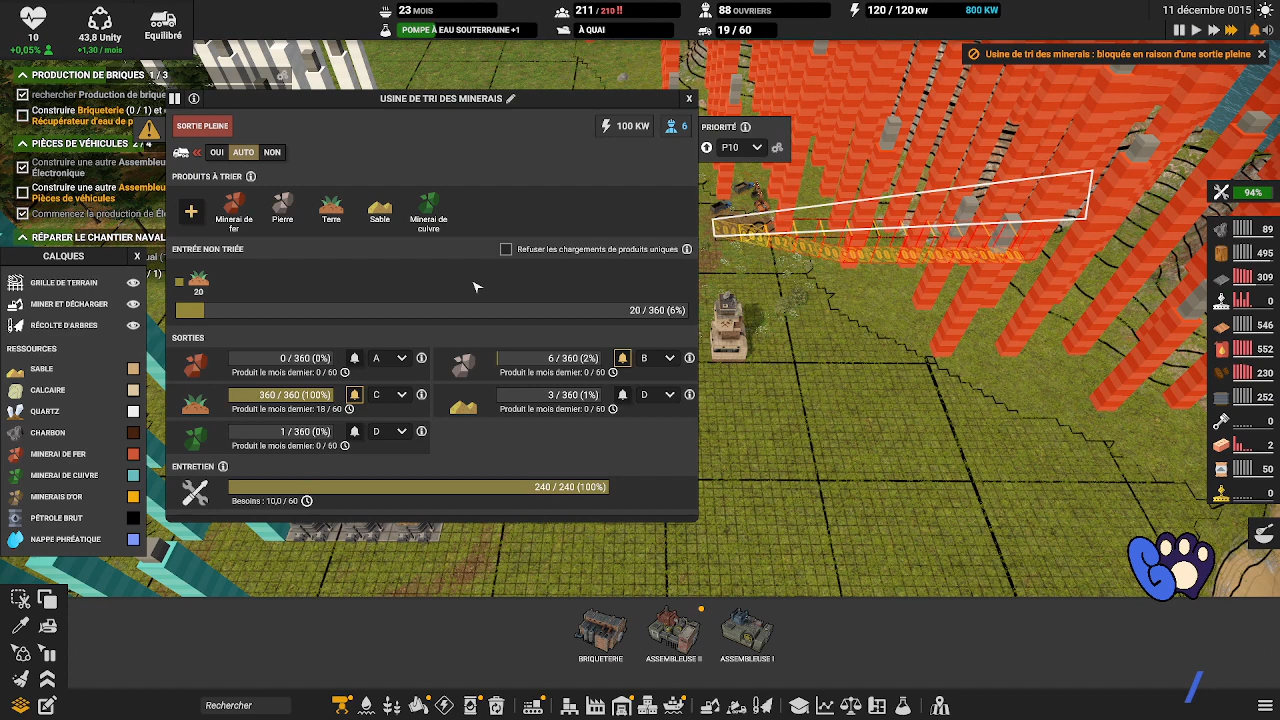 10
+0,05%
43,8 Unity
+1,30 / mois
Équilibré
23 MOIS
POMPE À EAU SOUTERRAINE +1
211 / 210 !!
À QUAI
88 OUVRIERS
19 / 60
120 / 120 KW
800 KW
11 décembre 0015
Usine de tri des minerais : bloquée en raison d'une sortie pleine
PRODUCTION DE BRIQUES 1 / 3
rechercher Production de brique
Construire Briqueterie (0 / 1) et
Récupérateur d'eau de p
PIÈCES DE VÉHICULES 2 / 4
Construire une autre Assembleu
Électronique
Construire une autre Assembleu
Pièces de véhicules
Commencez la production de Éle
RÉPARER LE CHANTIER NAVAL
CALQUES
X
GRILLE DE TERRAIN
MINER ET DÉCHARGER
RÉCOLTE D'ARBRES
RESSOURCES
SABLE
CALCAIRE
QUARTZ
CHARBON
MINERAI DE FER
MINERAI DE CUIVRE
MINERAIS D'OR
PÉTROLE BRUT
NAPPE PHRÉATIQUE
USINE DE TRI DES MINERAIS
X
SORTIE PLEINE
100 KW
6
OUI
AUTO
NON
PRODUITS À TRIER
Minerai de
fer
Pierre
Terre
Sable
Minerai de
cuivre
ENTRÉE NON TRIÉE
Refuser les chargements de produits uniques
20
20 / 360 (6%)
SORTIES
0 / 360 (0%)
A
Produit le mois dernier: 0 / 60
6 / 360 (2%)
B
Produit le mois dernier: 0 / 60
360 / 360 (100%)
C
Produit le mois dernier: 18 / 60
3 / 360 (1%)
D
Produit le mois dernier: 0 / 60
1 / 360 (0%)
D
Produit le mois dernier: 0 / 60
ENTRETIEN
240 / 240 (100%)
Besoins : 10,0 / 60
PRIORITÉ
P10
94%
89
495
309
0
546
552
230
252
0
2
50
0
BRIQUETERIE
ASSEMBLEUSE II
ASSEMBLEUSE I
Rechercher